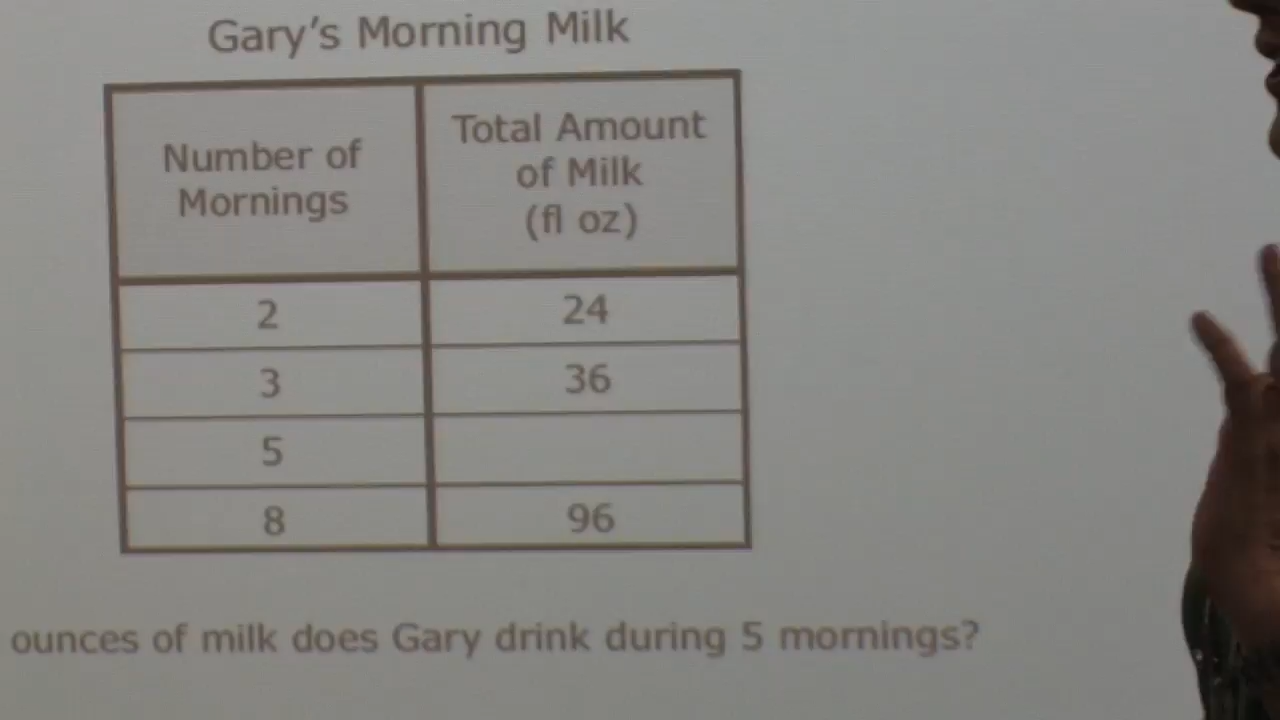 Gary's Morning Milk
Number of
Mornings
Total Amount
of Milk
(fl oz)
2 24
3 36
5
8 96
ounces of milk does Gary drink during 5 mornings?